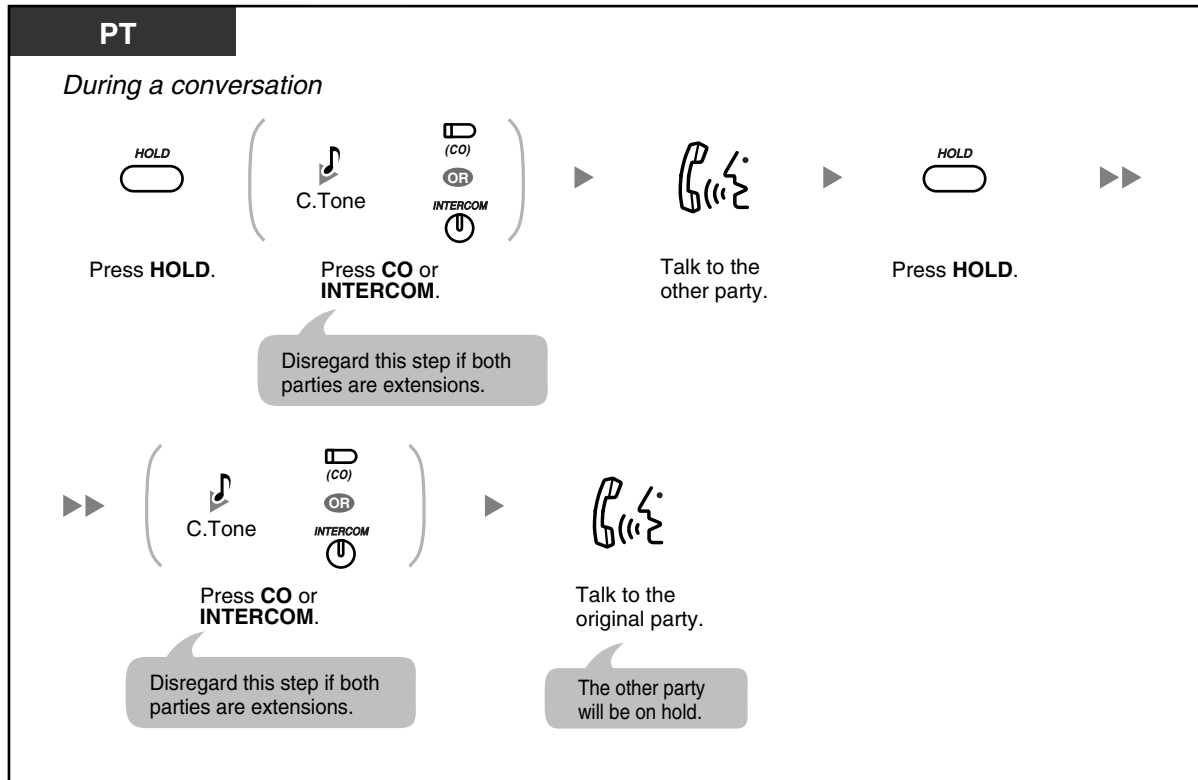 PT
During a conversation
HOLD
C.Tone
(CO)
OR
INTERCOM
HOLD
Press HOLD.
Press CO or
INTERCOM.
Talk to the
other party.
Press HOLD.
Disregard this step if both
parties are extensions.
C.Tone
(CO)
OR
INTERCOM
Press CO or
INTERCOM.
Talk to the
original party.
Disregard this step if both
parties are extensions.
The other party
will be on hold.